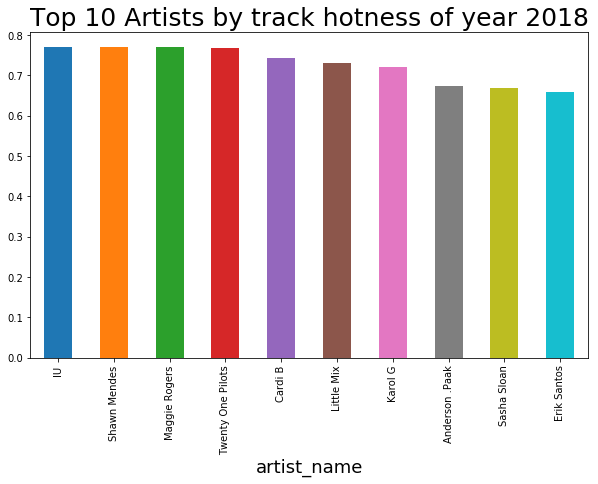 Top 10 Artists by track hotness of year 2018
0.8
0.7
0.6
0.5
0.4
0.3
0.2
0.1
0.0
IU
Shawn Mendes
Maggie Rogers
Twenty One Pilots
Cardi B
Little Mix
Karol G
Anderson .Paak
Sasha Sloan
Erik Santos
artist_name